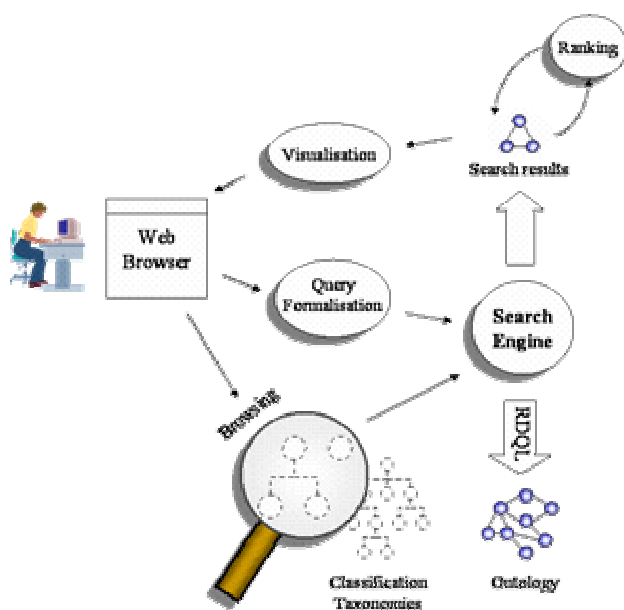 Ranking
Visualisation
Search results
Web
Browser
Query
Formalisation
Search
Engine
Browsing
RDQL
Classification
Taxonomies
Ontology